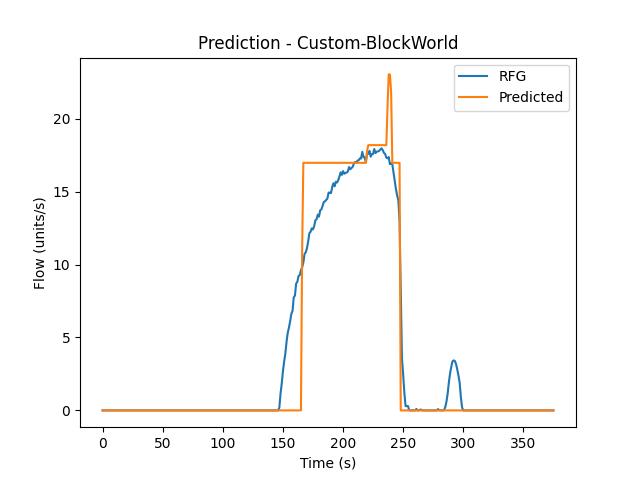 Prediction - Custom-BlockWorld
RFG
Predicted
Flow (units/s)
20
15
10
5
0
0 50 100 150 200 250 300 350
Time (s)